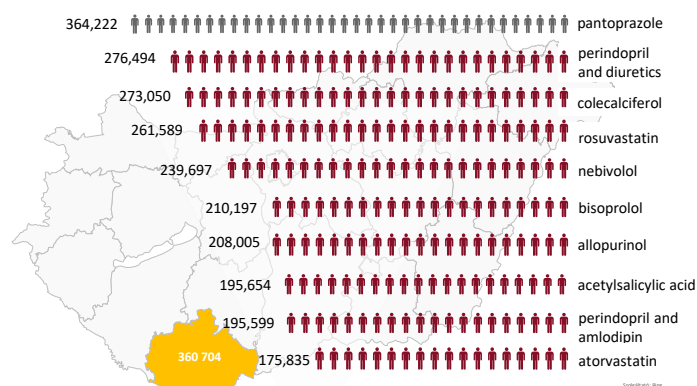 364,222 pantoprazole
276,494 perindopril
and diuretics
273,050 colecalciferol
261,589 rosuvastatin
239,697 nebivolol
210,197 bisoprolol
208,005 allopurinol
195,654 acetylsalicylic acid
195,599 perindopril and
amlodipin
360 704
175,835 atorvastatin